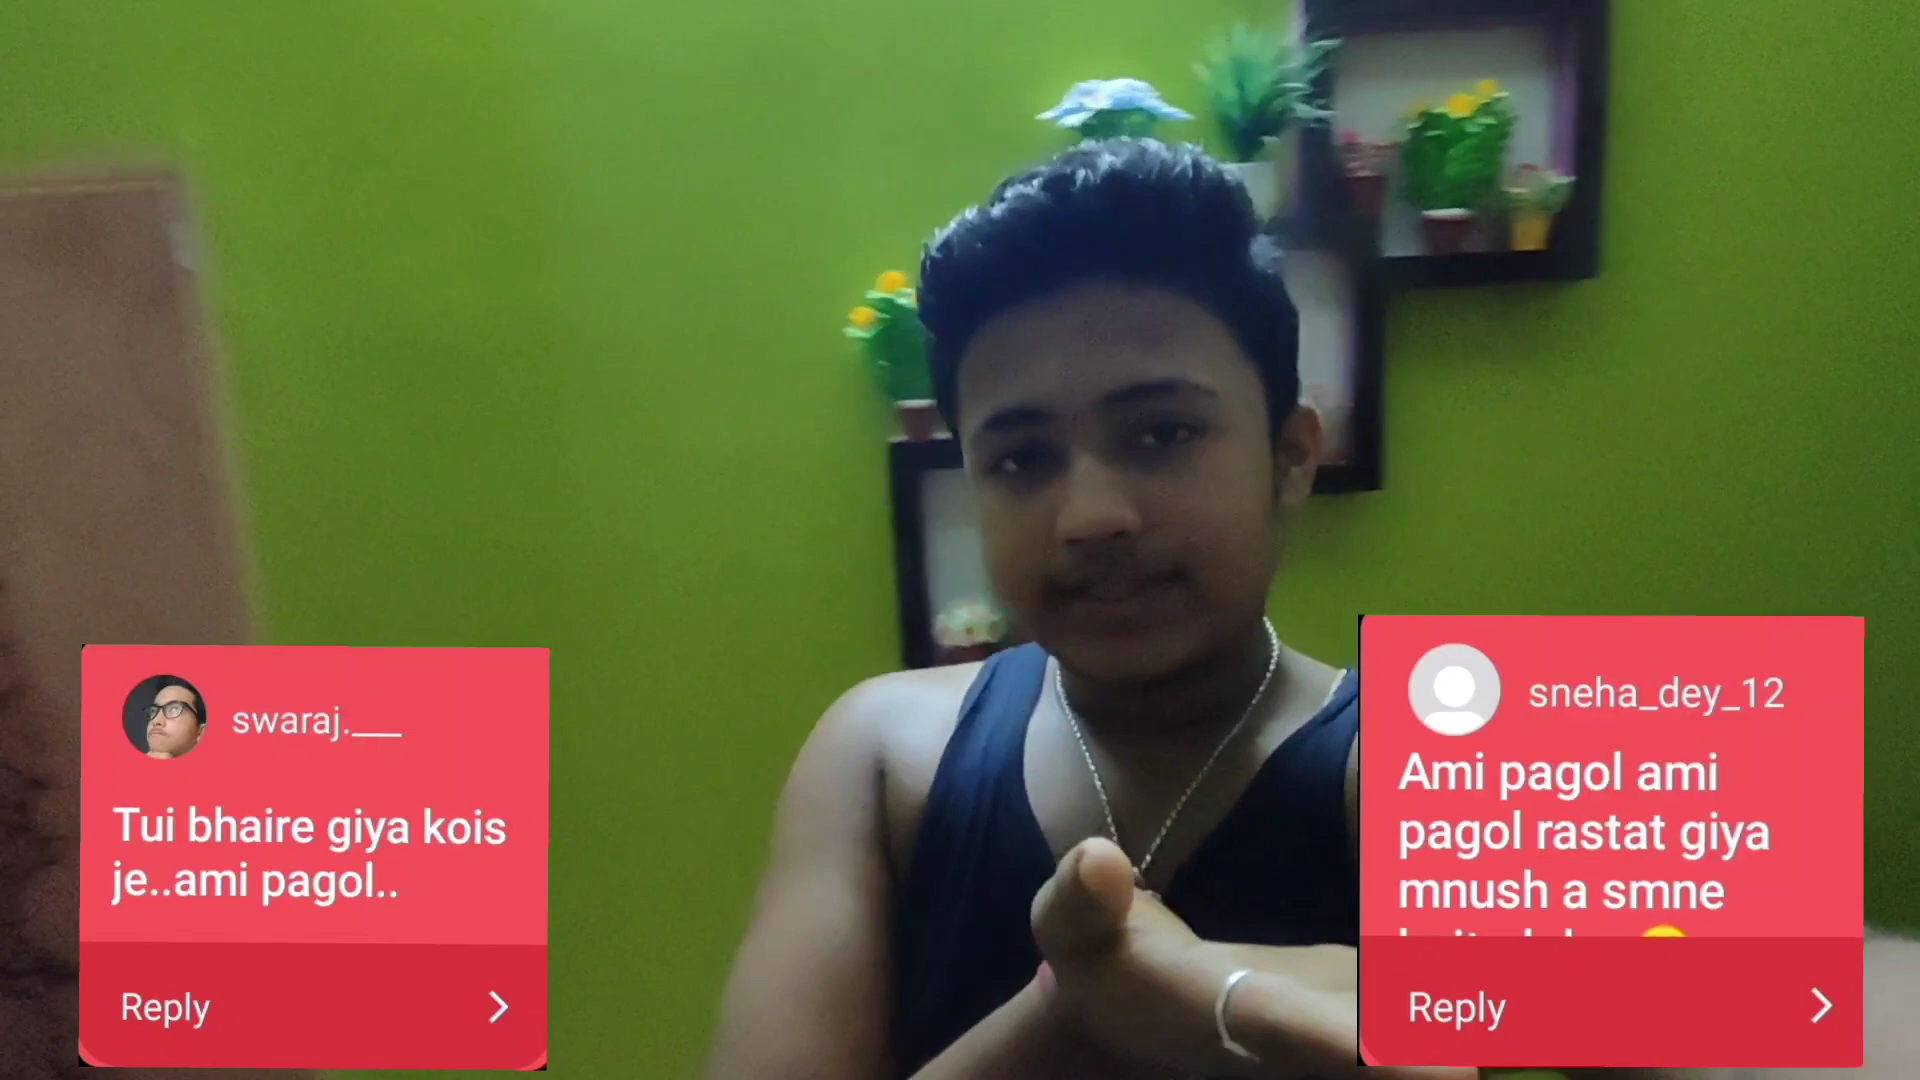 swaraj.___
Tui bhaire giya kois
je..ami pagol..
Reply
sneha_dey_12
Ami pagol ami
pagol rastat giya
mnush a smne
Reply